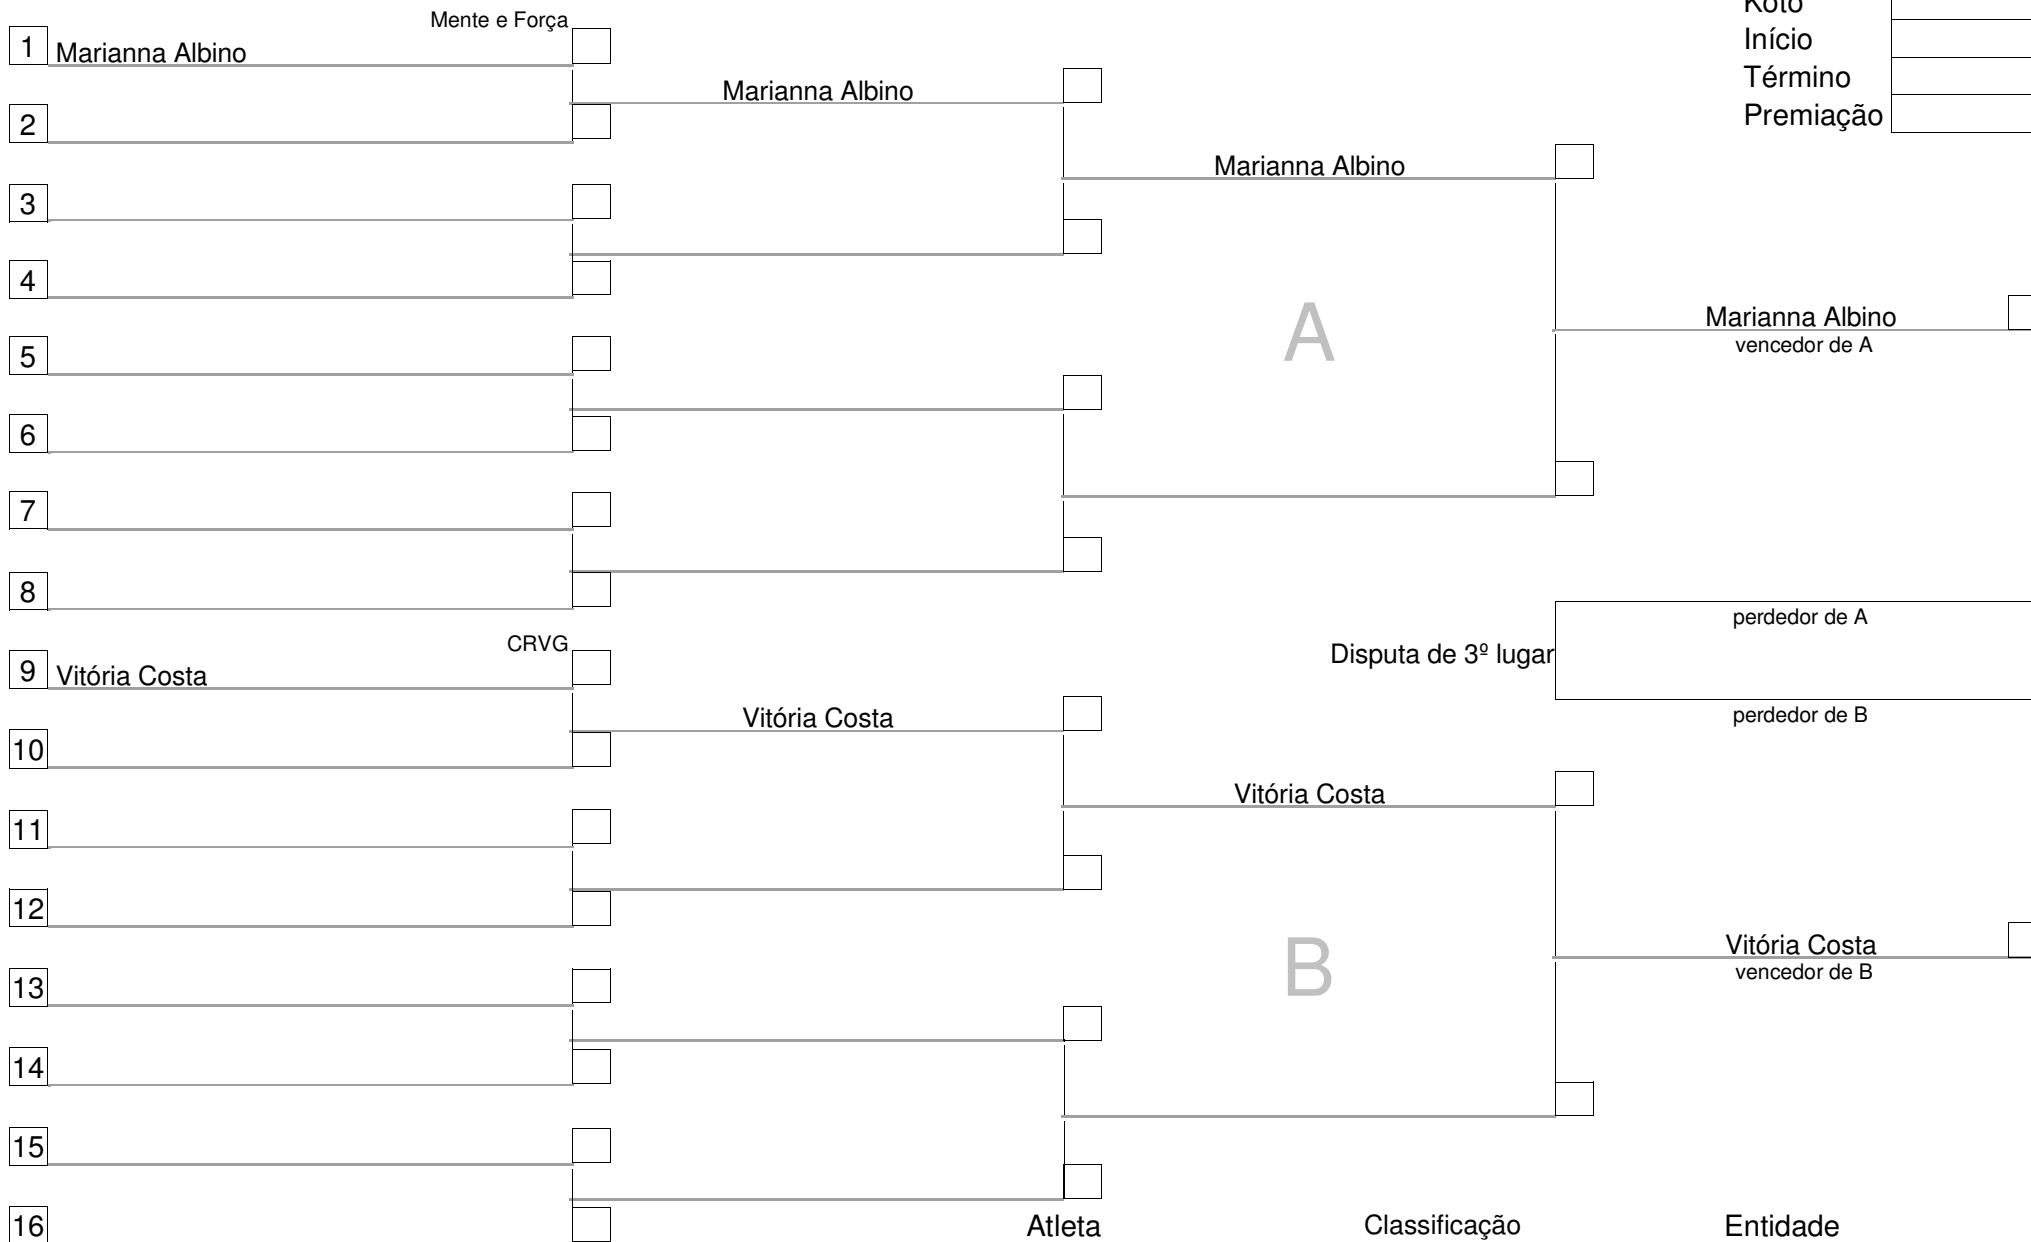 Koto
Mente e Força
1 Marianna Albino
Início
Término
Marianna Albino
2
Premiação
Marianna Albino
3
4
Marianna Albino
A
vencedor de A
5
6
7
8
perdedor de A
CRVG
Disputa de 3º lugar
9 Vitória Costa
perdedor de B
Vitória Costa
10
Vitória Costa
11
12
Vitória Costa
B
vencedor de B
13
14
15
16
Atleta Classificação Entidade